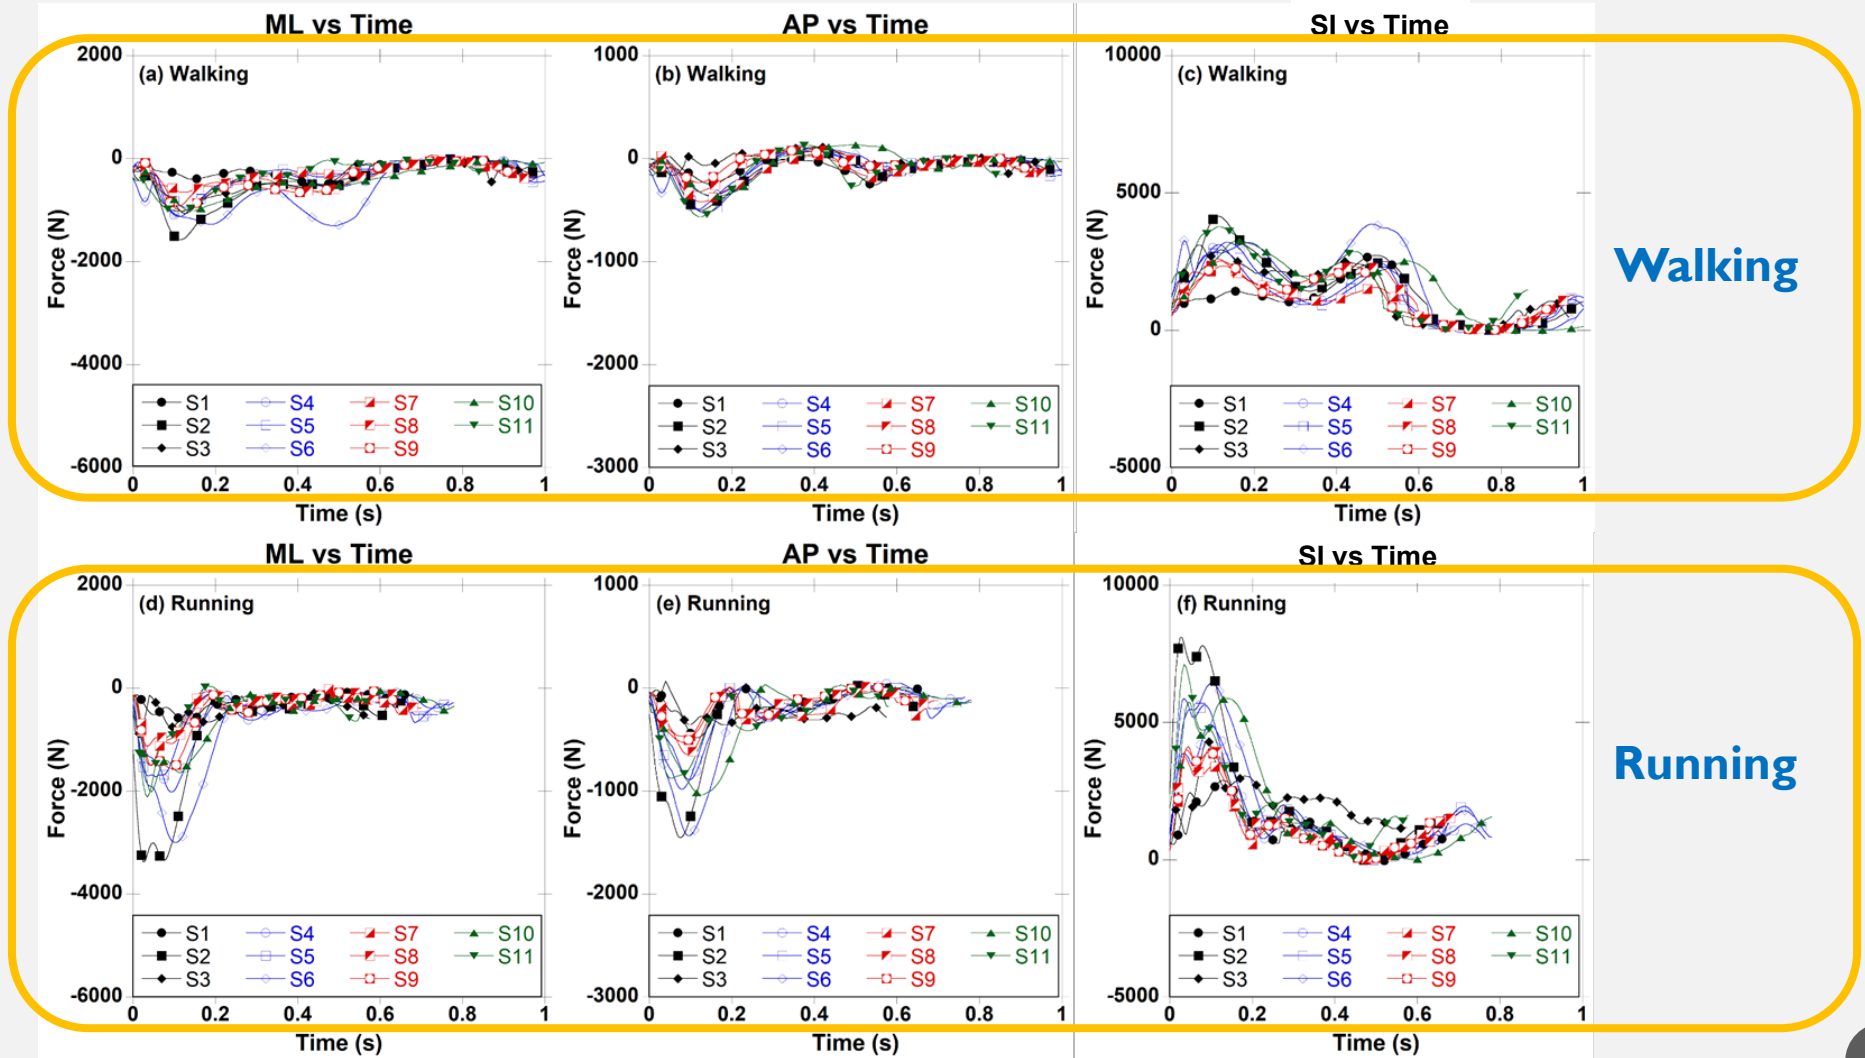 ML vs Time
AP vs Time
SI vs Time
2000
0
-2000
-4000
-6000
Force (N)
(a) Walking
S1 S4 S7 S10
S2 S5 S8 S11
S3 S6 S9
0 0.2 0.4 0.6 0.8 1
Time (s)
1000
0
-1000
-2000
-3000
Force (N)
(b) Walking
S1 S4 S7 S10
S2 S5 S8 S11
S3 S6 S9
0 0.2 0.4 0.6 0.8 1
Time (s)
10000
5000
0
-5000
Force (N)
(c) Walking
S1 S4 S7 S10
S2 S5 S8 S11
S3 S6 S9
0 0.2 0.4 0.6 0.8 1
Time (s)
Walking
ML vs Time
AP vs Time
SI vs Time
2000
0
-2000
-4000
-6000
Force (N)
(d) Running
S1 S4 S7 S10
S2 S5 S8 S11
S3 S6 S9
0 0.2 0.4 0.6 0.8 1
Time (s)
1000
0
-1000
-2000
-3000
Force (N)
(e) Running
S1 S4 S7 S10
S2 S5 S8 S11
S3 S6 S9
0 0.2 0.4 0.6 0.8 1
Time (s)
10000
5000
0
-5000
Force (N)
(f) Running
S1 S4 S7 S10
S2 S5 S8 S11
S3 S6 S9
0 0.2 0.4 0.6 0.8 1
Time (s)
Running